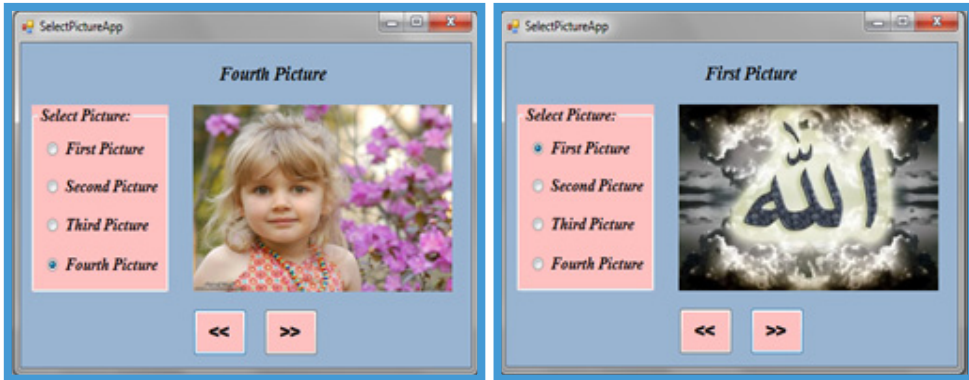 SelectPictureApp
Fourth Picture
Select Picture:
First Picture
Second Picture
Third Picture
Fourth Picture
<<
>>
SelectPictureApp
First Picture
Select Picture:
First Picture
Second Picture
Third Picture
Fourth Picture
الله
<<
>>